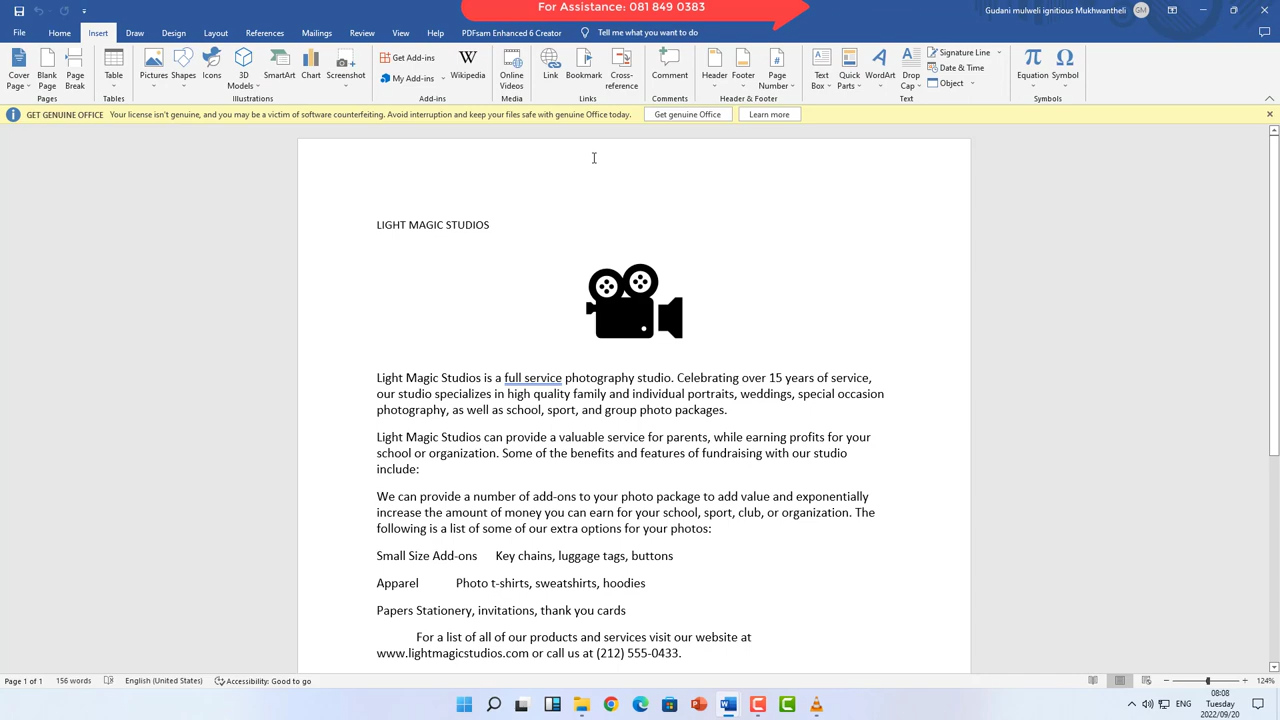 For Assistance: 081 849 0383
Gudani mulweli ignitious Mukhwantheli GM
File Home Insert Draw Design Layout References Mailings Review View Help PDFsam Enhanced 6 Creator Tell me what you want to do
Cover Page Blank Page Page Break
Pages
Table
Tables
Pictures Shapes Icons 3D Models SmartArt Chart Screenshot
Illustrations
Get Add-ins
My Add-ins
W Wikipedia
Add-ins
Online Videos
Media
Link Bookmark Cross-reference
Links
Comment
Comments
Header Footer Page Number
Header & Footer
Text Box Quick Parts WordArt Drop Cap
Signature Line
Date & Time
Object
Text
Equation Symbol
Symbols
GET GENUINE OFFICE Your license isn't genuine, and you may be a victim of software counterfeiting. Avoid interruption and keep your files safe with genuine Office today. Get genuine Office Learn more
LIGHT MAGIC STUDIOS
Light Magic Studios is a full service photography studio. Celebrating over 15 years of service,
our studio specializes in high quality family and individual portraits, weddings, special occasion
photography, as well as school, sport, and group photo packages.
Light Magic Studios can provide a valuable service for parents, while earning profits for your
school or organization. Some of the benefits and features of fundraising with our studio
include:
We can provide a number of add-ons to your photo package to add value and exponentially
increase the amount of money you can earn for your school, sport, club, or organization. The
following is a list of some of our extra options for your photos:
Small Size Add-ons Key chains, luggage tags, buttons
Apparel Photo t-shirts, sweatshirts, hoodies
Papers Stationery, invitations, thank you cards
For a list of all of our products and services visit our website at
www.lightmagicstudios.com or call us at (212) 555-0433.
Page 1 of 1 156 words English (United States) Accessibility: Good to go 124%
ENG
08:08
Tuesday
2022/09/20